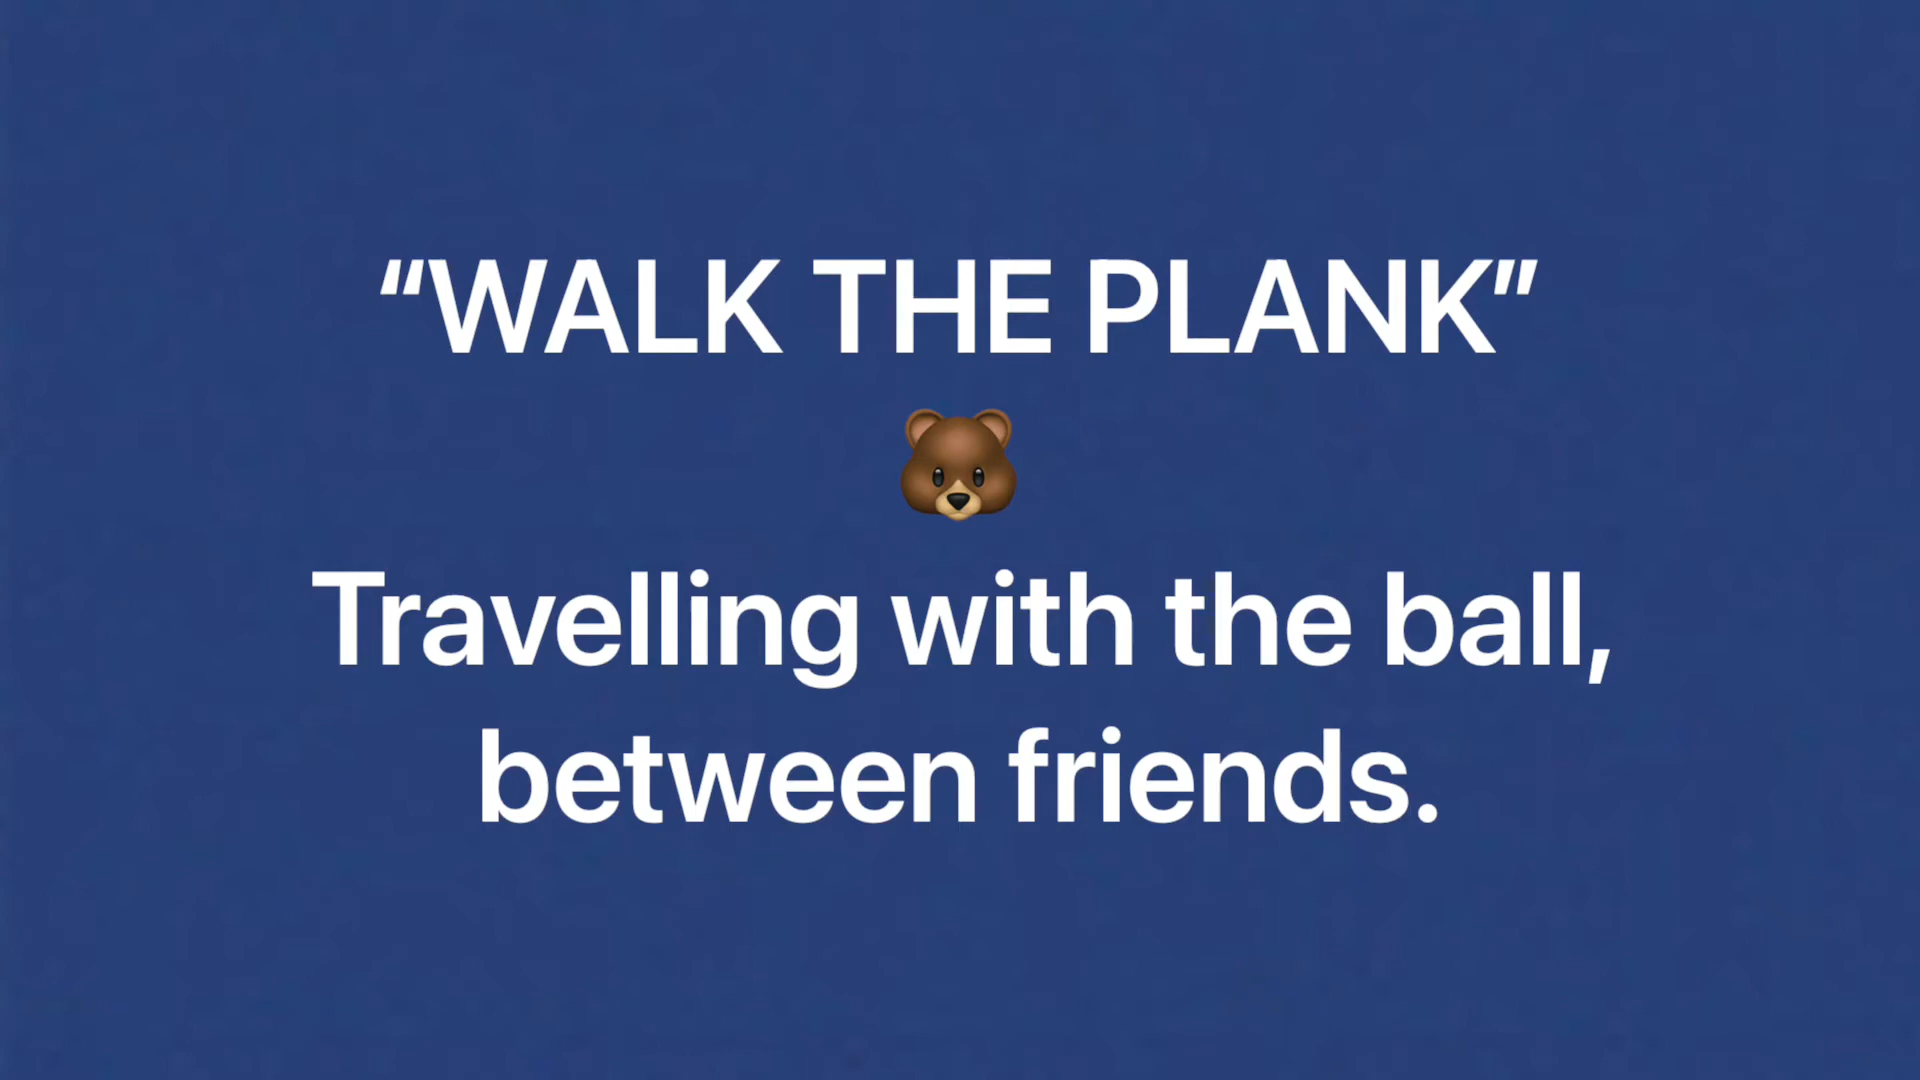 “WALK THE PLANK”
🐻
Travelling with the ball,
between friends.